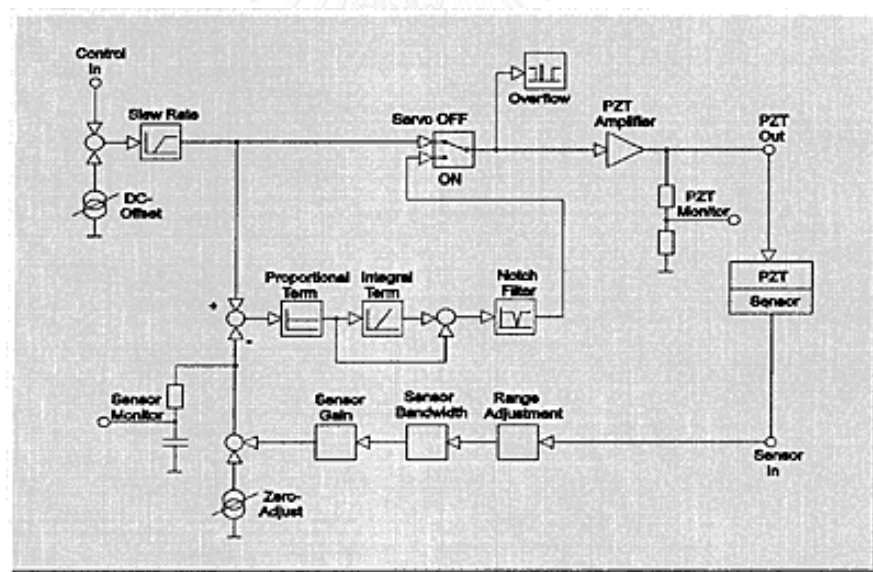 Control
In
Slew Rate
Servo OFF
Overflow
PZT
Amplifier
PZT
Out
ON
DC-
Offset
PZT
Monitor
Proportional
Term
Integral
Term
Notch
Filter
PZT
Sensor
+
-
Sensor
Monitor
Sensor
Gain
Sensor
Bandwidth
Range
Adjustment
Sensor
In
Zero-
Adjust